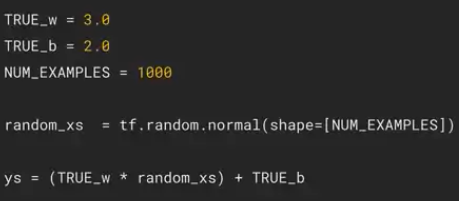 TRUE_w = 3.0
TRUE_b = 2.0
NUM_EXAMPLES = 1000
random_xs  = tf.random.normal(shape=[NUM_EXAMPLES])
ys = (TRUE_w * random_xs) + TRUE_b